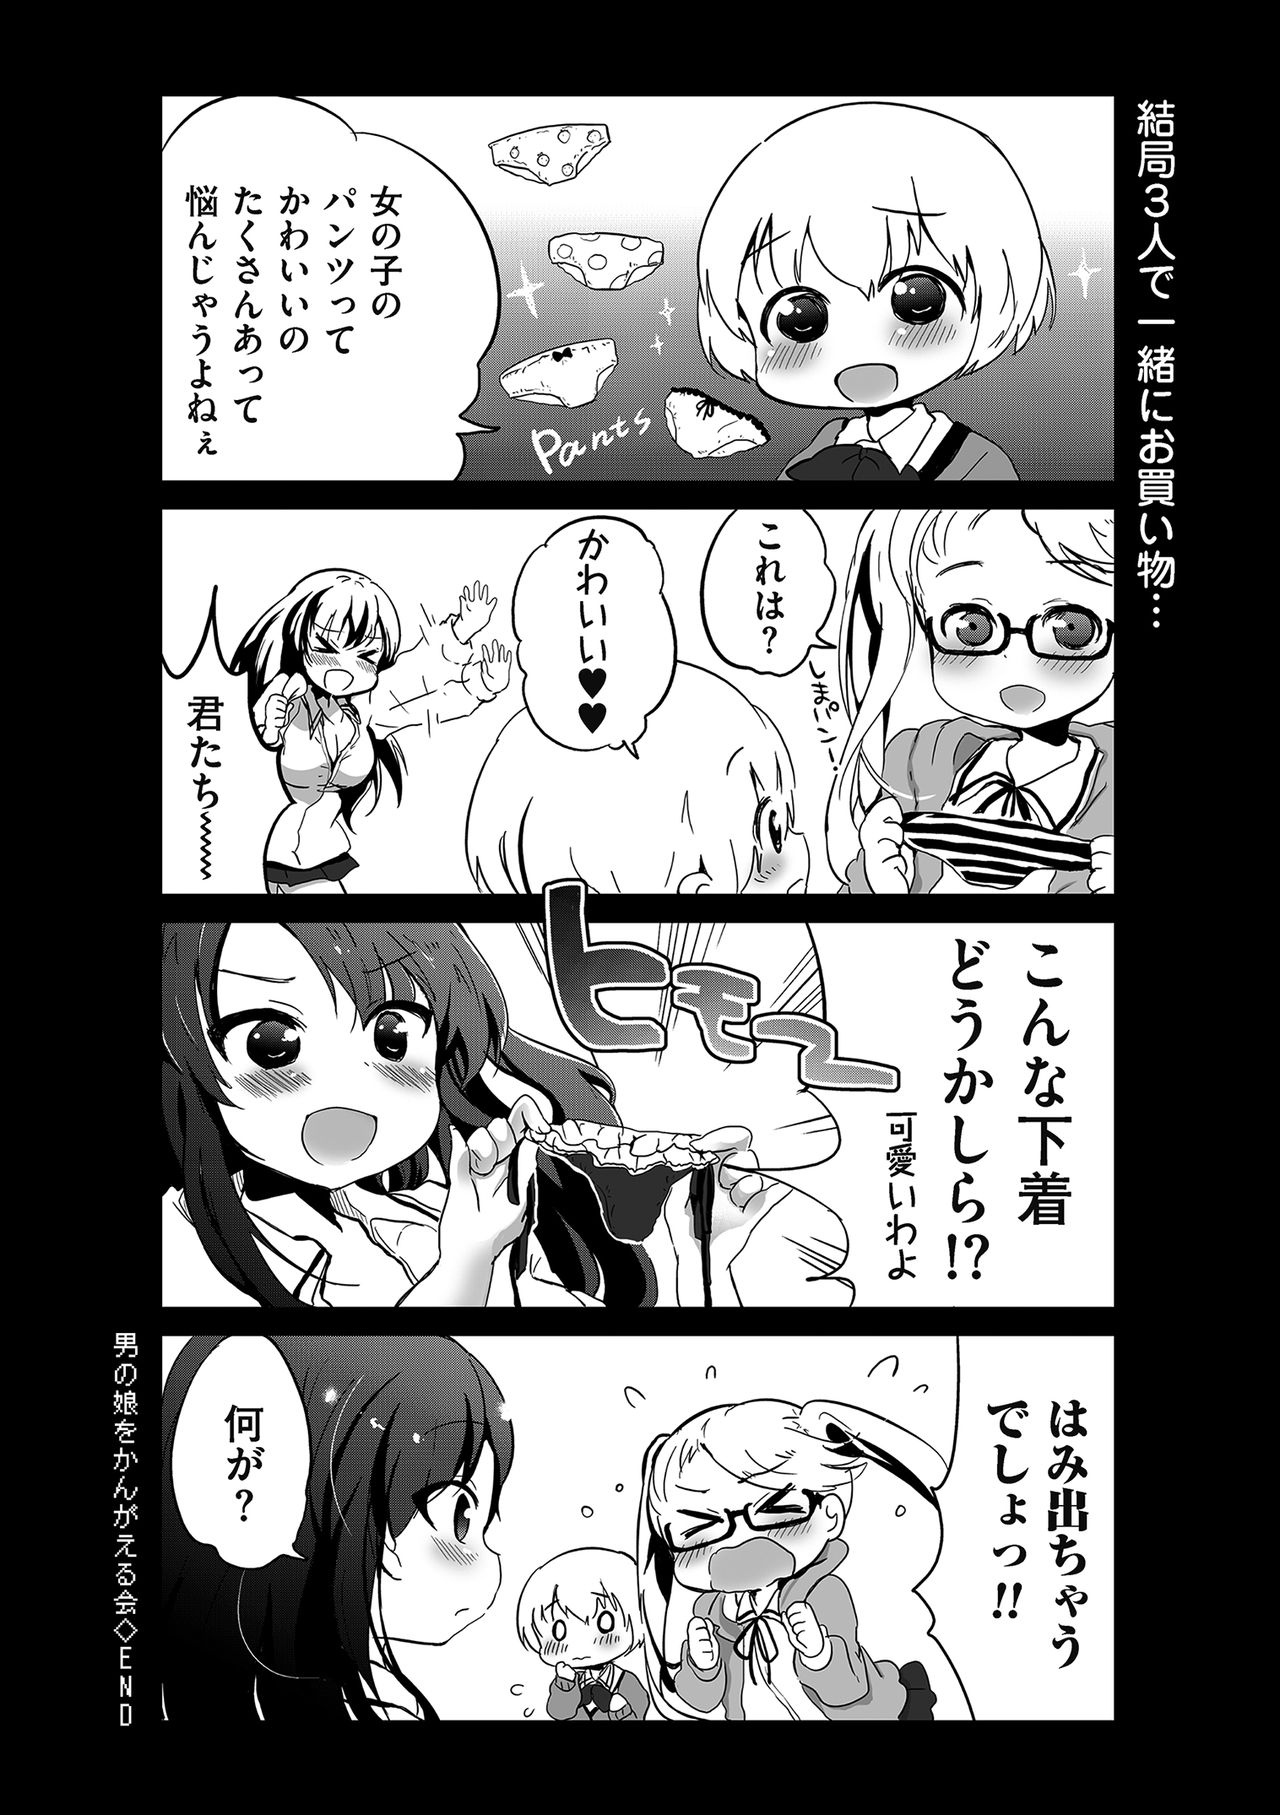 結局３人で一緒にお買い物…
女の子の
パンツって
かわいいの
たくさんあって
悩んじゃうよねぇ
Pants
これは？
しまパンー…
かわいい♥♥
君たち〰〰
こんな下着
どうかしら!?
可愛いわよ
ヒモ〜
はみ出ちゃう
でしょっ!!
何が？
男の娘をかんがえる会◇END